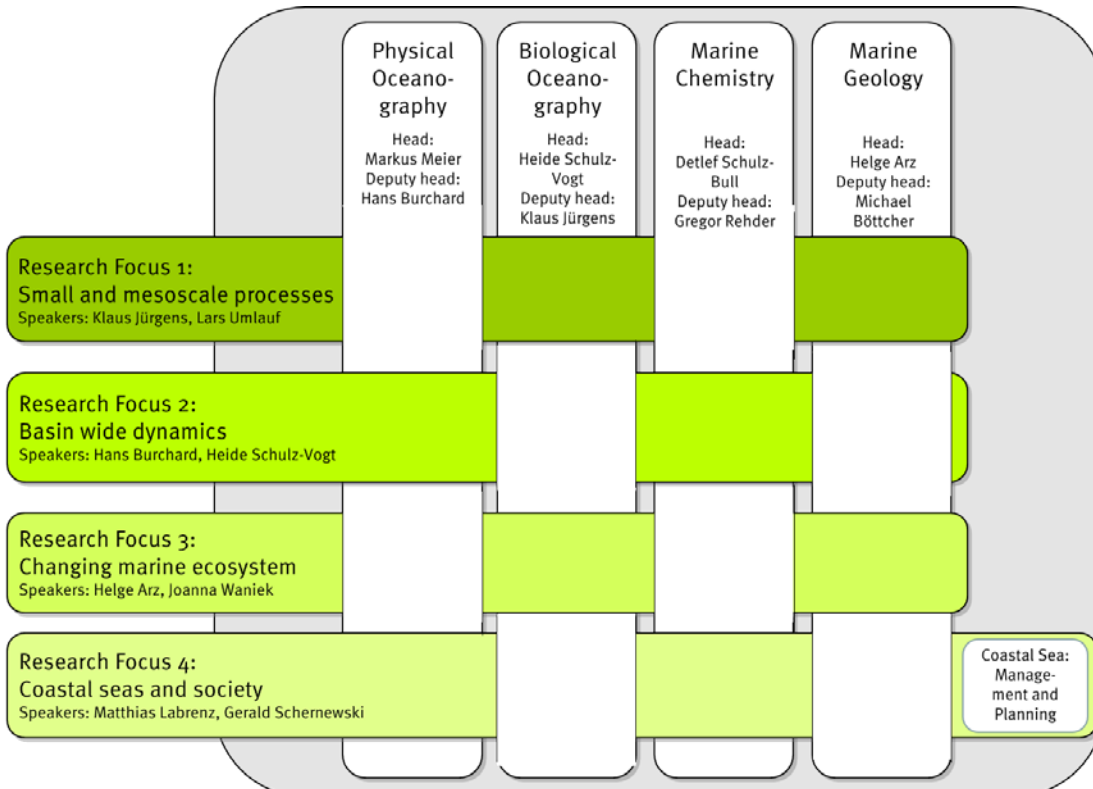 Physical
Oceano-
graphy
Head:
Markus Meier
Deputy head:
Hans Burchard
Biological
Oceano-
graphy
Head:
Heide Schulz-
Vogt
Deputy head:
Klaus Jürgens
Marine
Chemistry
Head:
Detlef Schulz-
Bull
Deputy head:
Gregor Rehder
Marine
Geology
Head:
Helge Arz
Deputy head:
Michael
Böttcher
Research Focus 1:
Small and mesoscale processes
Speakers: Klaus Jürgens, Lars Umlauf
Research Focus 2:
Basin wide dynamics
Speakers: Hans Burchard, Heide Schulz-Vogt
Research Focus 3:
Changing marine ecosystem
Speakers: Helge Arz, Joanna Waniek
Research Focus 4:
Coastal seas and society
Speakers: Matthias Labrenz, Gerald Schernewski
Coastal Sea:
Manage-
ment and
Planning